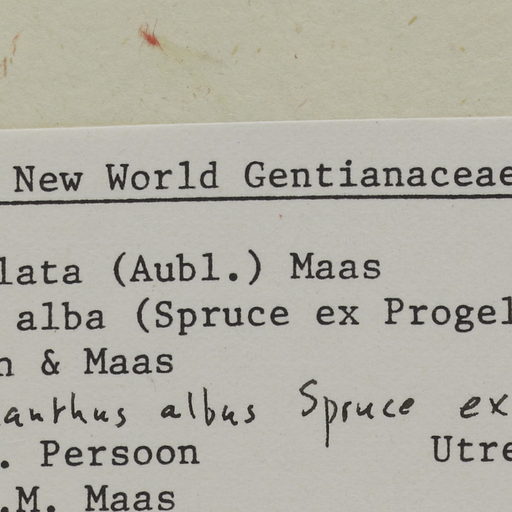 New World Gentianaceae
lata (Aubl.) Maas
alba (Spruce ex Progel
n & Maas
anthus albus Spruce ex
. Persoon Utre
.M. Maas